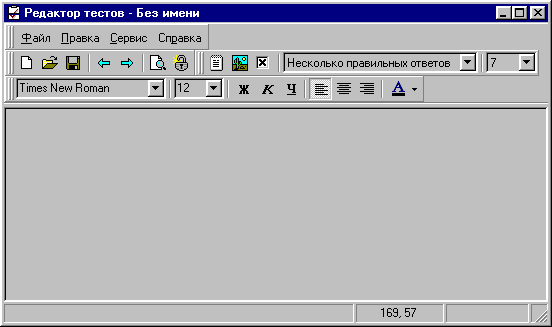 Редактор тестов - Без имени
Файл Правка Сервис Справка
Несколько правильных ответов 7
Times New Roman 12 Ж К Ч A
169, 57